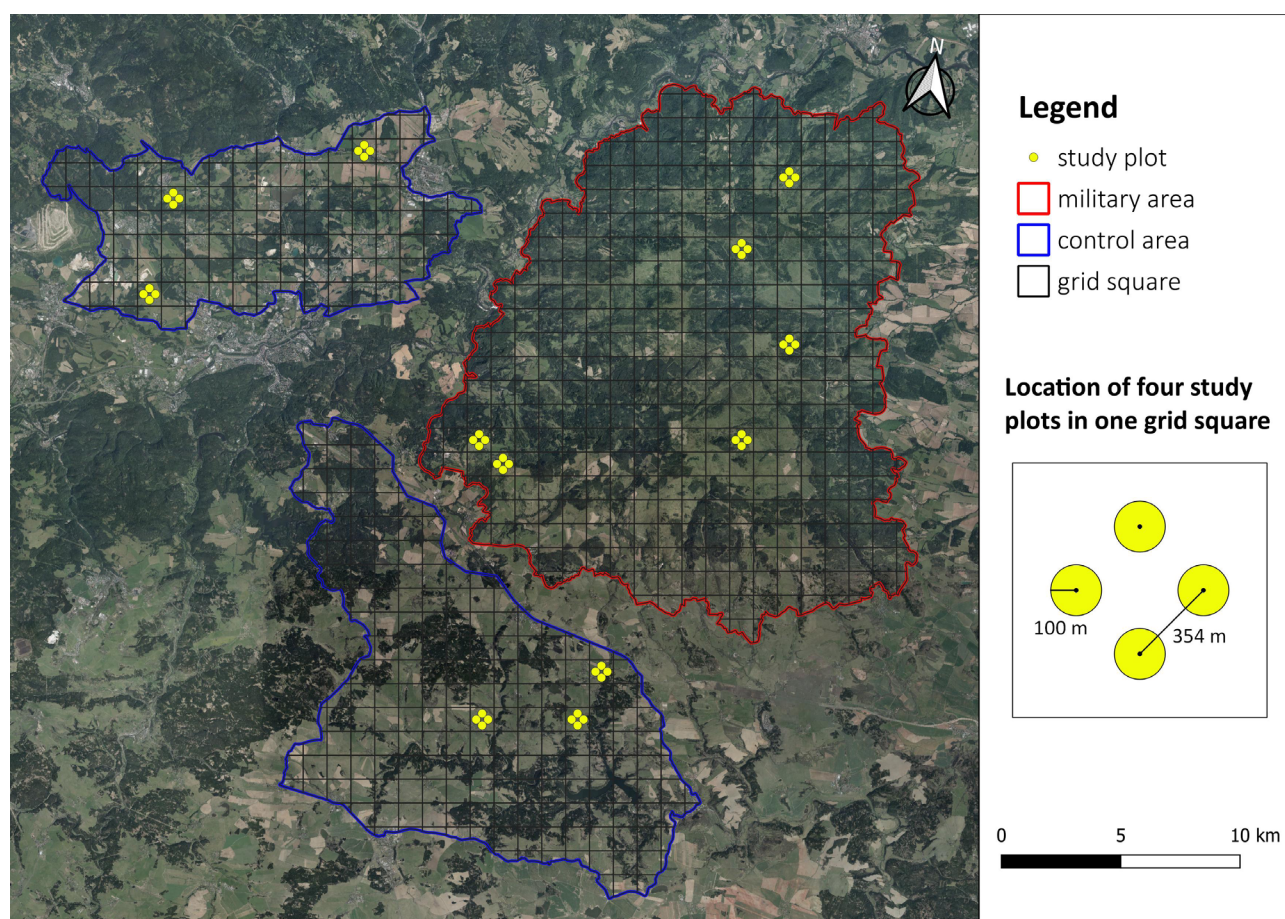 N
Legend
study plot
military area
control area
grid square
Location of four study
plots in one grid square
100 m
354 m
0 5 10 km